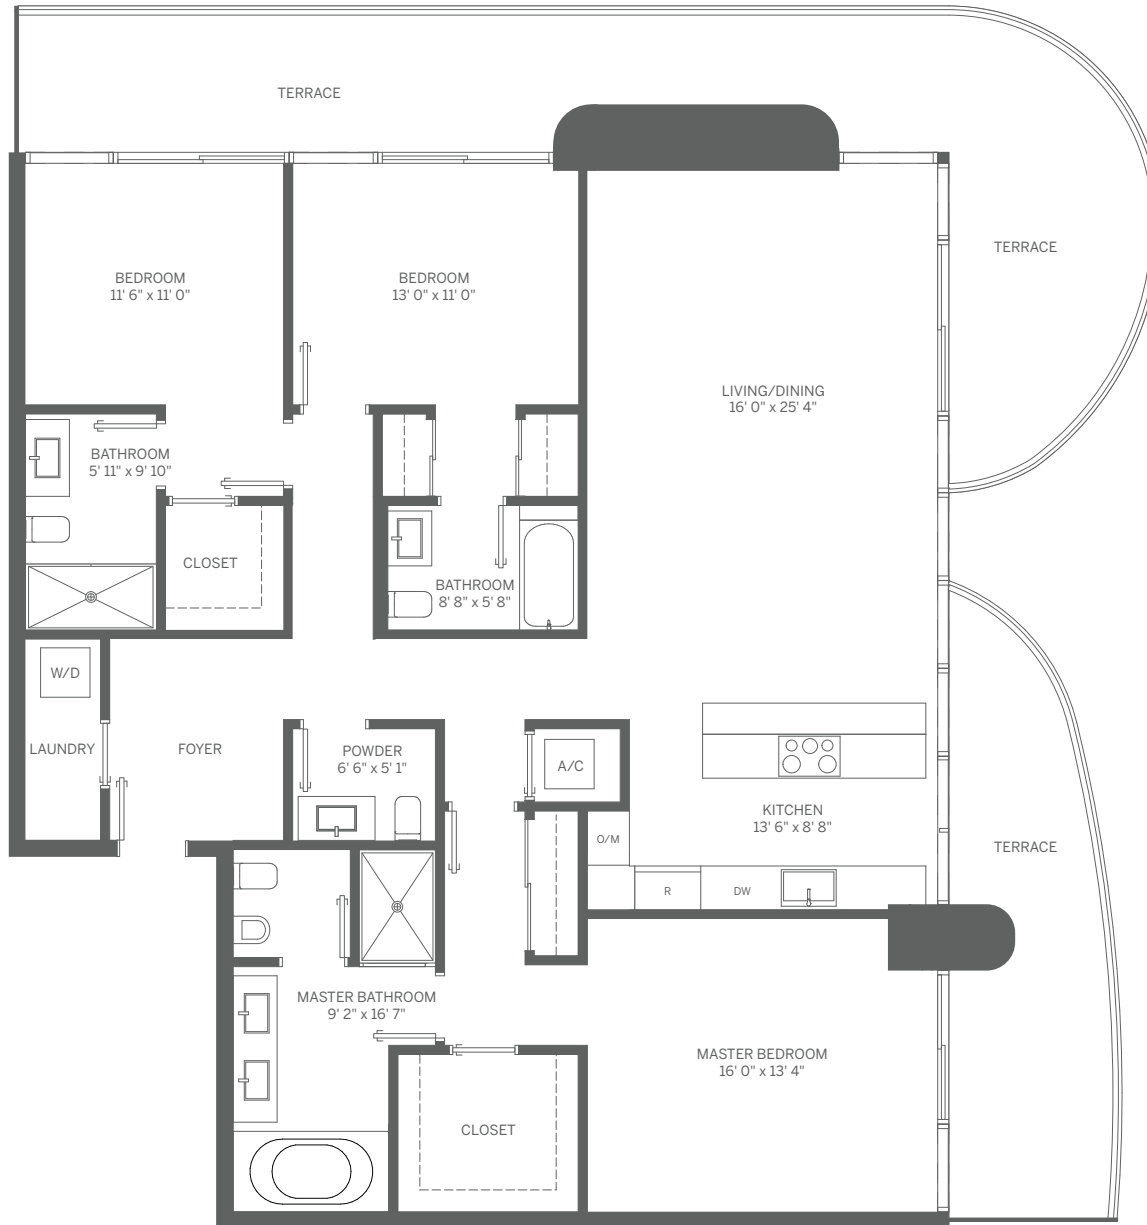 TERRACE
TERRACE
BEDROOM
11' 6" x 11' 0"
BEDROOM
13' 0" x 11' 0"
LIVING/DINING
16' 0" x 25' 4"
BATHROOM
5' 11" x 9' 10"
CLOSET
BATHROOM
8' 8" x 5' 8"
W/D
LAUNDRY
FOYER
POWDER
6' 6" x 5' 1"
A/C
KITCHEN
13' 6" x 8' 8"
O/M
R
DW
TERRACE
MASTER BATHROOM
9' 2" x 16' 7"
MASTER BEDROOM
16' 0" x 13' 4"
CLOSET